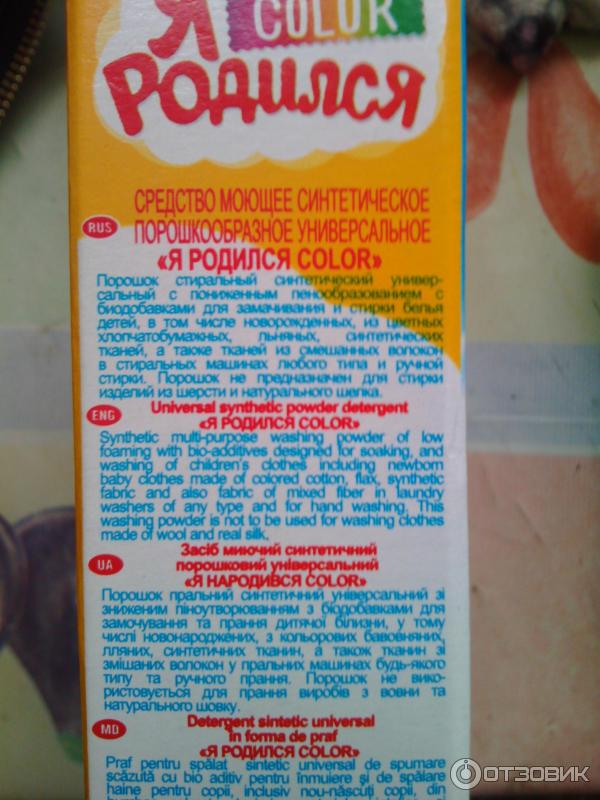 Я COLOR
РОДИЛСЯ
СРЕДСТВО МОЮЩЕЕ СИНТЕТИЧЕСКОЕ
RUS ПОРОШКООБРАЗНОЕ УНИВЕРСАЛЬНОЕ
«Я РОДИЛСЯ COLOR»
Порошок стиральный синтетический универ-
сальный с пониженным пенообразованием с
биодобавками для замачивания и стирки белья
детей, в том числе новорожденных, из цветных
хлопчатобумажных, льняных, синтетических
тканей, а также тканей из смешанных волокон
в стиральных машинах любого типа и ручной
стирки. Порошок не предназначен для стирки
изделий из шерсти и натурального шелка.
ENG Universal synthetic powder detergent
«Я РОДИЛСЯ COLOR»
Synthetic multi-purpose washing powder of low
foaming with bio-additives designed for soaking, and
washing of children's clothes including newborn
baby clothes made of colored cotton, flax, synthetic
fabric and also fabric of mixed fiber in laundry
washers of any type and for hand washing. This
washing powder is not to be used for washing clothes
made of wool and real silk.
UA Засіб миючий синтетичний
порошковий універсальний
«Я НАРОДИВСЯ COLOR»
Порошок пральний синтетичний універсальний зі
зниженим піноутворюванням з біодобавками для
замочування та прання дитячої білизни, у тому
числі новонароджених, з кольорових бавовняних,
лляних, синтетичних тканин, а також тканин зі
змішаних волокон у пральних машинах будь-якого
типу та ручного прання. Порошок не вико-
ристовується для прання виробів з вовни та
натурального шовку.
MD Detergent sintetic universal
in forma de praf
«Я РОДИЛСЯ COLOR»
Praf pentru spălat sintetic universal de spumare
scăzută cu bio aditiv pentru înmuiere și de spălare
haine pentru copii, inclusiv nou-născuți copii, din
ОТЗОВИК